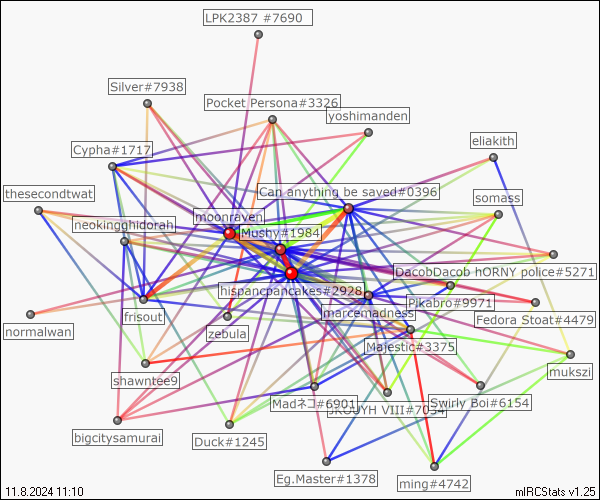 LPK2387 #7690
Silver#7938
Pocket Persona#3326
yoshimanden
Cypha#1717
eliakith
thesecondtwat
Can anything be saved#0396
somass
moonraven
neokingghidorah
Mushy.#1984
DacobDacob hORNY police#5271
hispancpancakes#2928
Pikabro#9971
frisout
marcemadness
Fedora Stoat#4479
normalwan
zebula
Majestic#3375
shawntee9
mukszi
Madネコ#6901
Swirly Boi#6154
bigcitysamurai
Duck#1245
Eg.Master#1378
ming#4742
11.8.2024 11:10
mIRCStats v1.25